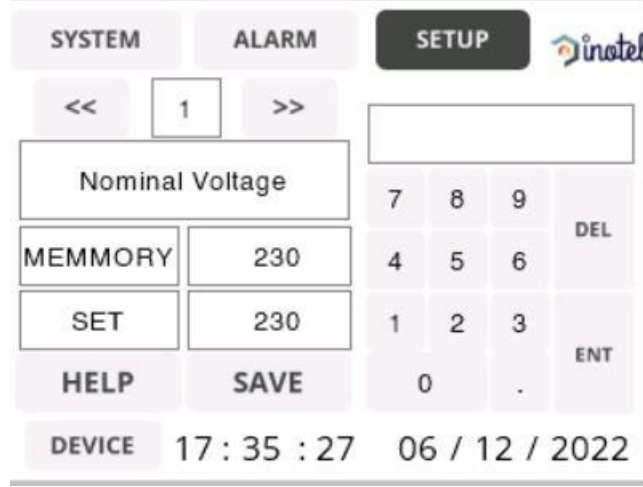 SYSTEM ALARM SETUP inotel
<< 1 >>
Nominal Voltage
7 8 9 DEL
MEMMORY 230 4 5 6
SET 230 1 2 3 ENT
HELP SAVE 0 .
DEVICE 17 : 35 : 27 06 / 12 / 2022